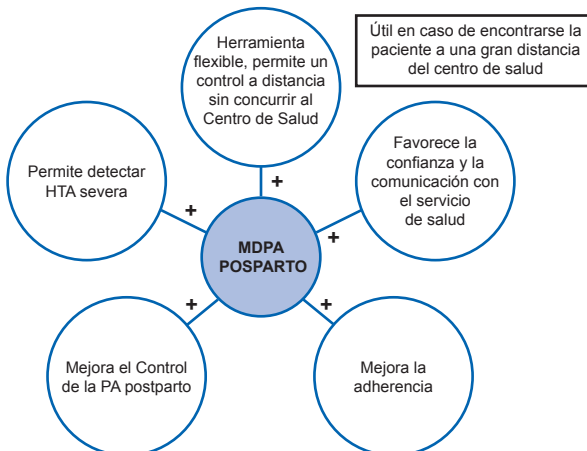 Herramienta
flexible, permite un
control a distancia
sin concurrir al
Centro de Salud
Útil en caso de encontrarse la
paciente a una gran distancia
del centro de salud
Permite detectar
HTA severa
Favorece la
confianza y la
comunicación con
el servicio
de salud
+
+
+
MDPA
POSPARTO
+
+
Mejora el Control
de la PA postparto
Mejora la
adherencia